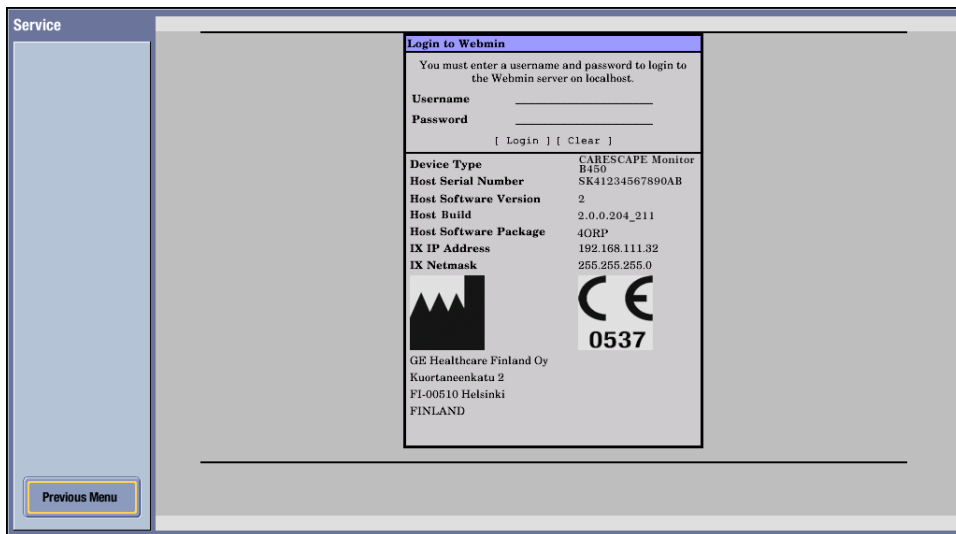 Service
Login to Webmin
You must enter a username and password to login to
the Webmin server on localhost.
Username
Password
[ Login ] [ Clear ]
Device Type CARESCAPE Monitor
B450
Host Serial Number SK41234567890AB
Host Software Version 2
Host Build 2.0.0.204_211
Host Software Package 4ORP
IX IP Address 192.168.111.32
IX Netmask 255.255.255.0
CE
0537
GE Healthcare Finland Oy
Kuortaneenkatu 2
FI-00510 Helsinki
FINLAND
Previous Menu